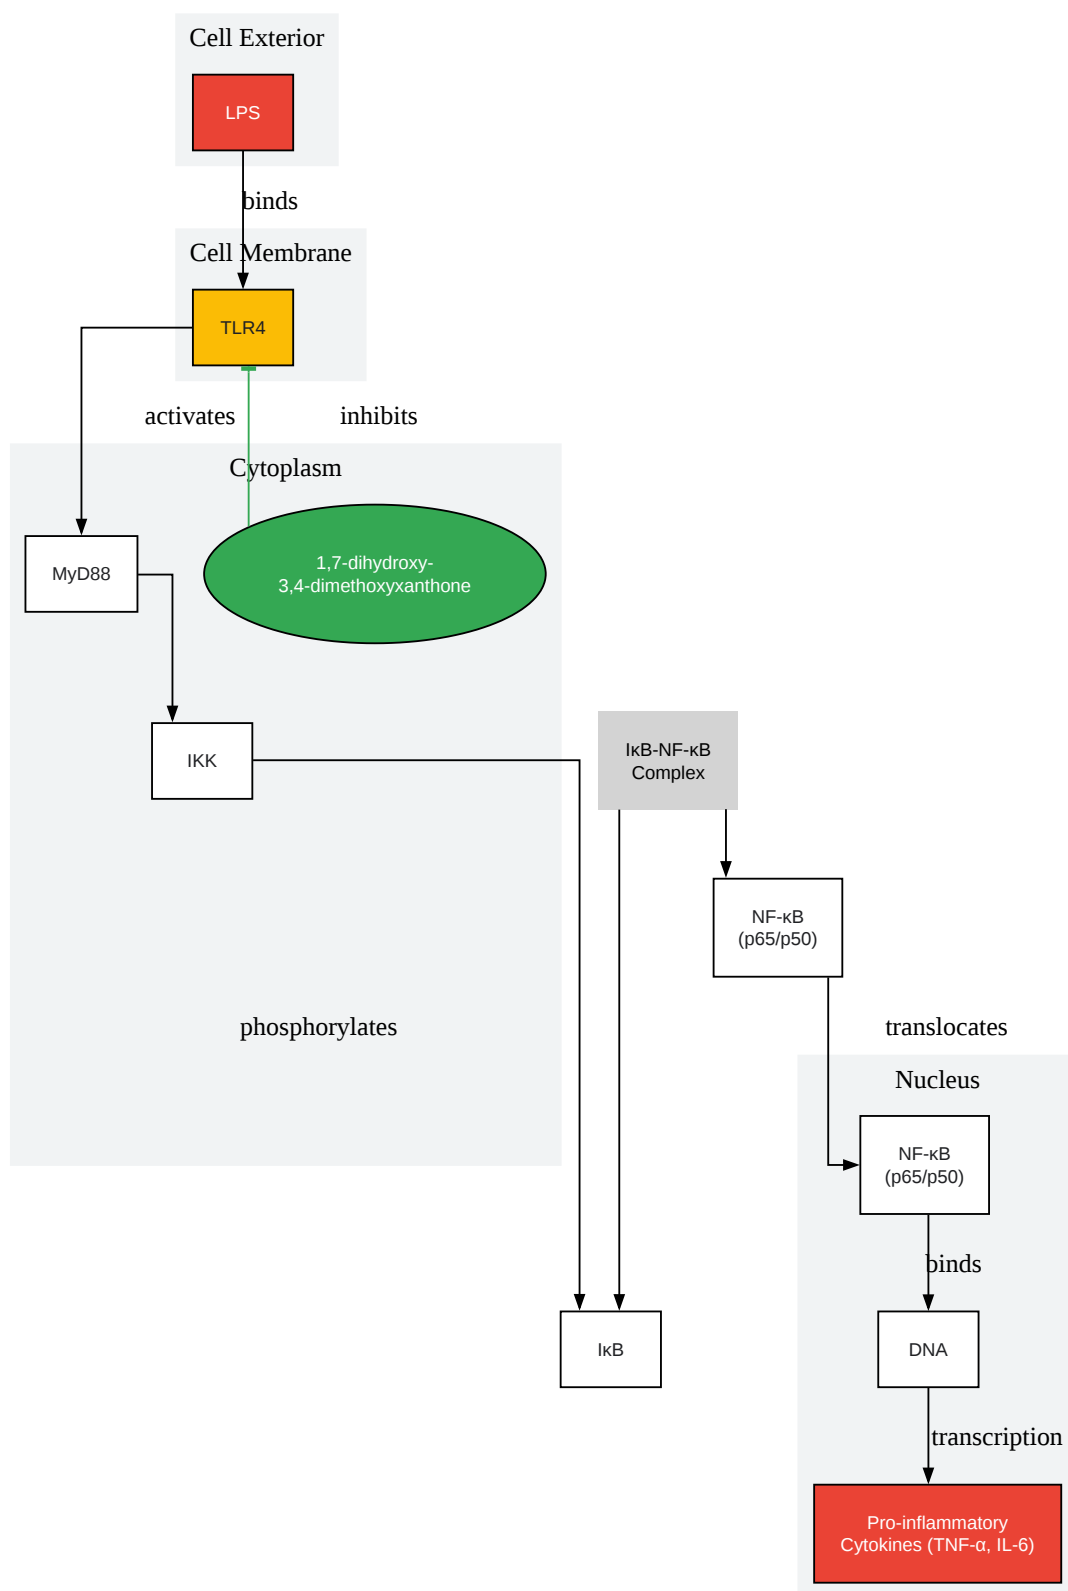 Cell Exterior
LPS
binds
Cell Membrane
TLR4
activates
inhibits
Cytoplasm
MyD88
1,7-dihydroxy-
3,4-dimethoxyxanthone
IKK
IκB-NF-κB
Complex
NF-κB
(p65/p50)
phosphorylates
translocates
Nucleus
NF-κB
(p65/p50)
binds
IκB
DNA
transcription
Pro-inflammatory
Cytokines (TNF-α, IL-6)